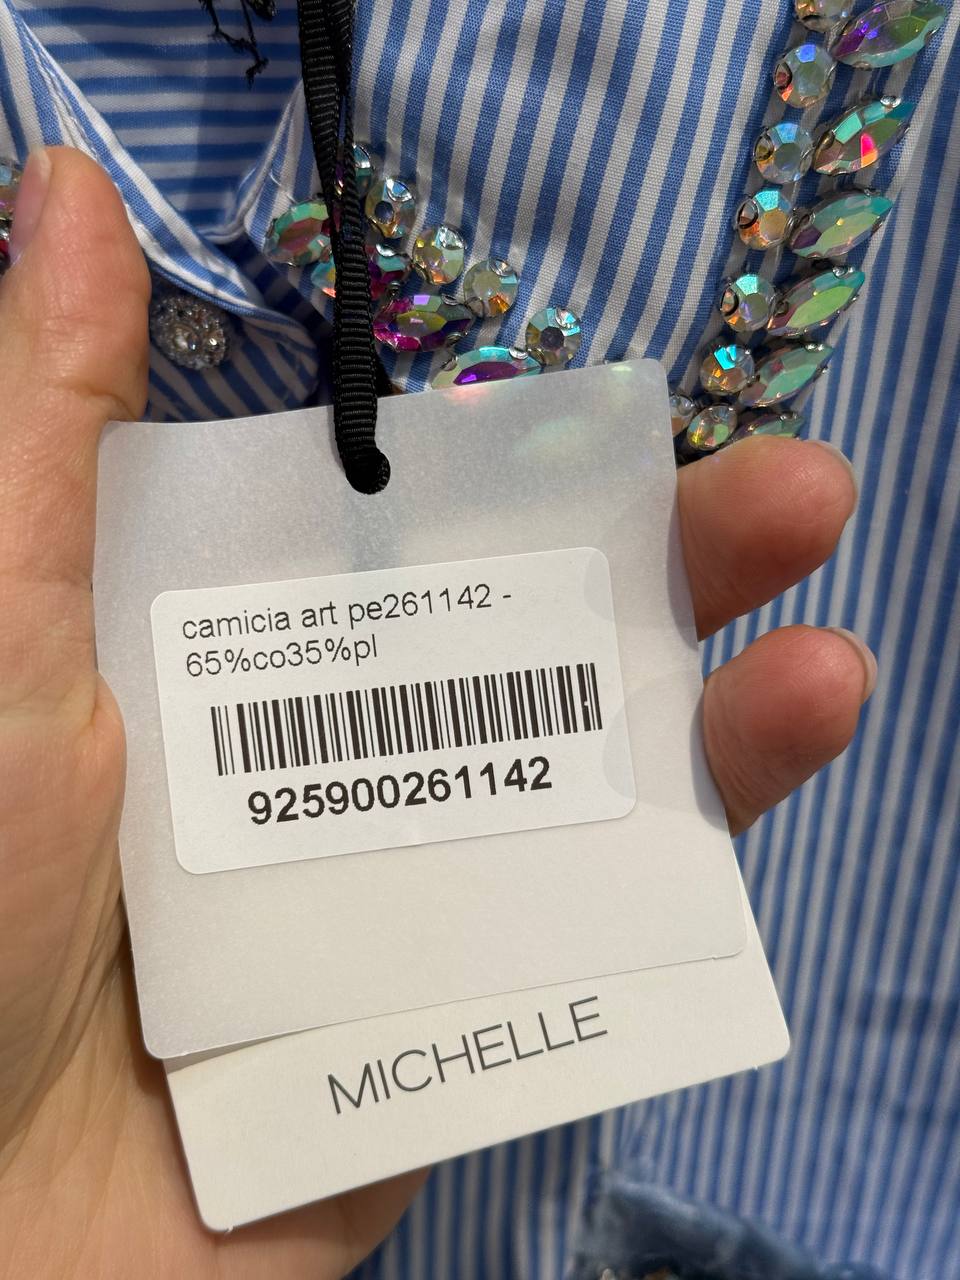 camicia art pe261142 -
65%co35%pl
925900261142
MICHELLE